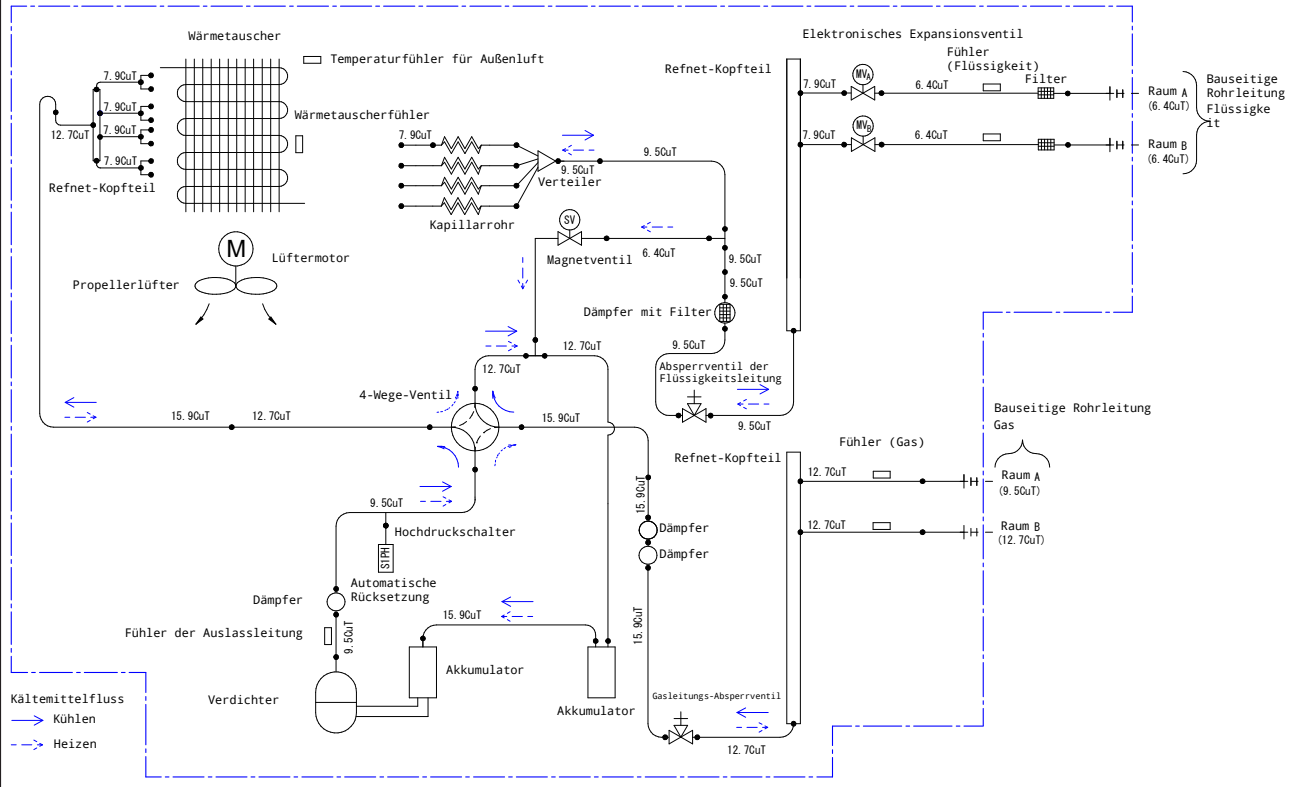 Wärmetauscher
Temperaturfühler für Außenluft
7.9CuT
7.9CuT
7.9CuT
7.9CuT
12.7CuT
Refnet-Kopfteil
Wärmetauscherfühler
7.9CuT
9.5CuT
Verteiler
Kapillarrohr
9.5CuT
M
Lüftermotor
Propellerlüfter
SV
Magnetventil
6.4CuT
9.5CuT
9.5CuT
Dämpfer mit Filter
9.5CuT
Absperrventil der
Flüssigkeitsleitung
9.5CuT
Refnet-Kopfteil
Elektronisches Expansionsventil
Fühler
(Flüssigkeit)
Filter
7.9CuT
MVA
6.4CuT
7.9CuT
MVB
6.4CuT
Raum A
(6.4CuT)
Raum B
(6.4CuT)
Bauseitige
Rohrleitung
Flüssigke
it
12.7CuT
12.7CuT
4-Wege-Ventil
15.9CuT
12.7CuT
15.9CuT
9.5CuT
Hochdruckschalter
S1PH
Automatische
Rücksetzung
Dämpfer
Fühler der Auslassleitung
9.5CuT
Verdichter
15.9CuT
Akkumulator
Akkumulator
15.9CuT
Dämpfer
Dämpfer
15.9CuT
Gasleitungs-Absperrventil
12.7CuT
Refnet-Kopfteil
Fühler (Gas)
12.7CuT
12.7CuT
Bauseitige Rohrleitung
Gas
Raum A
(9.5CuT)
Raum B
(12.7CuT)
Kältemittelfluss
Kühlen
Heizen